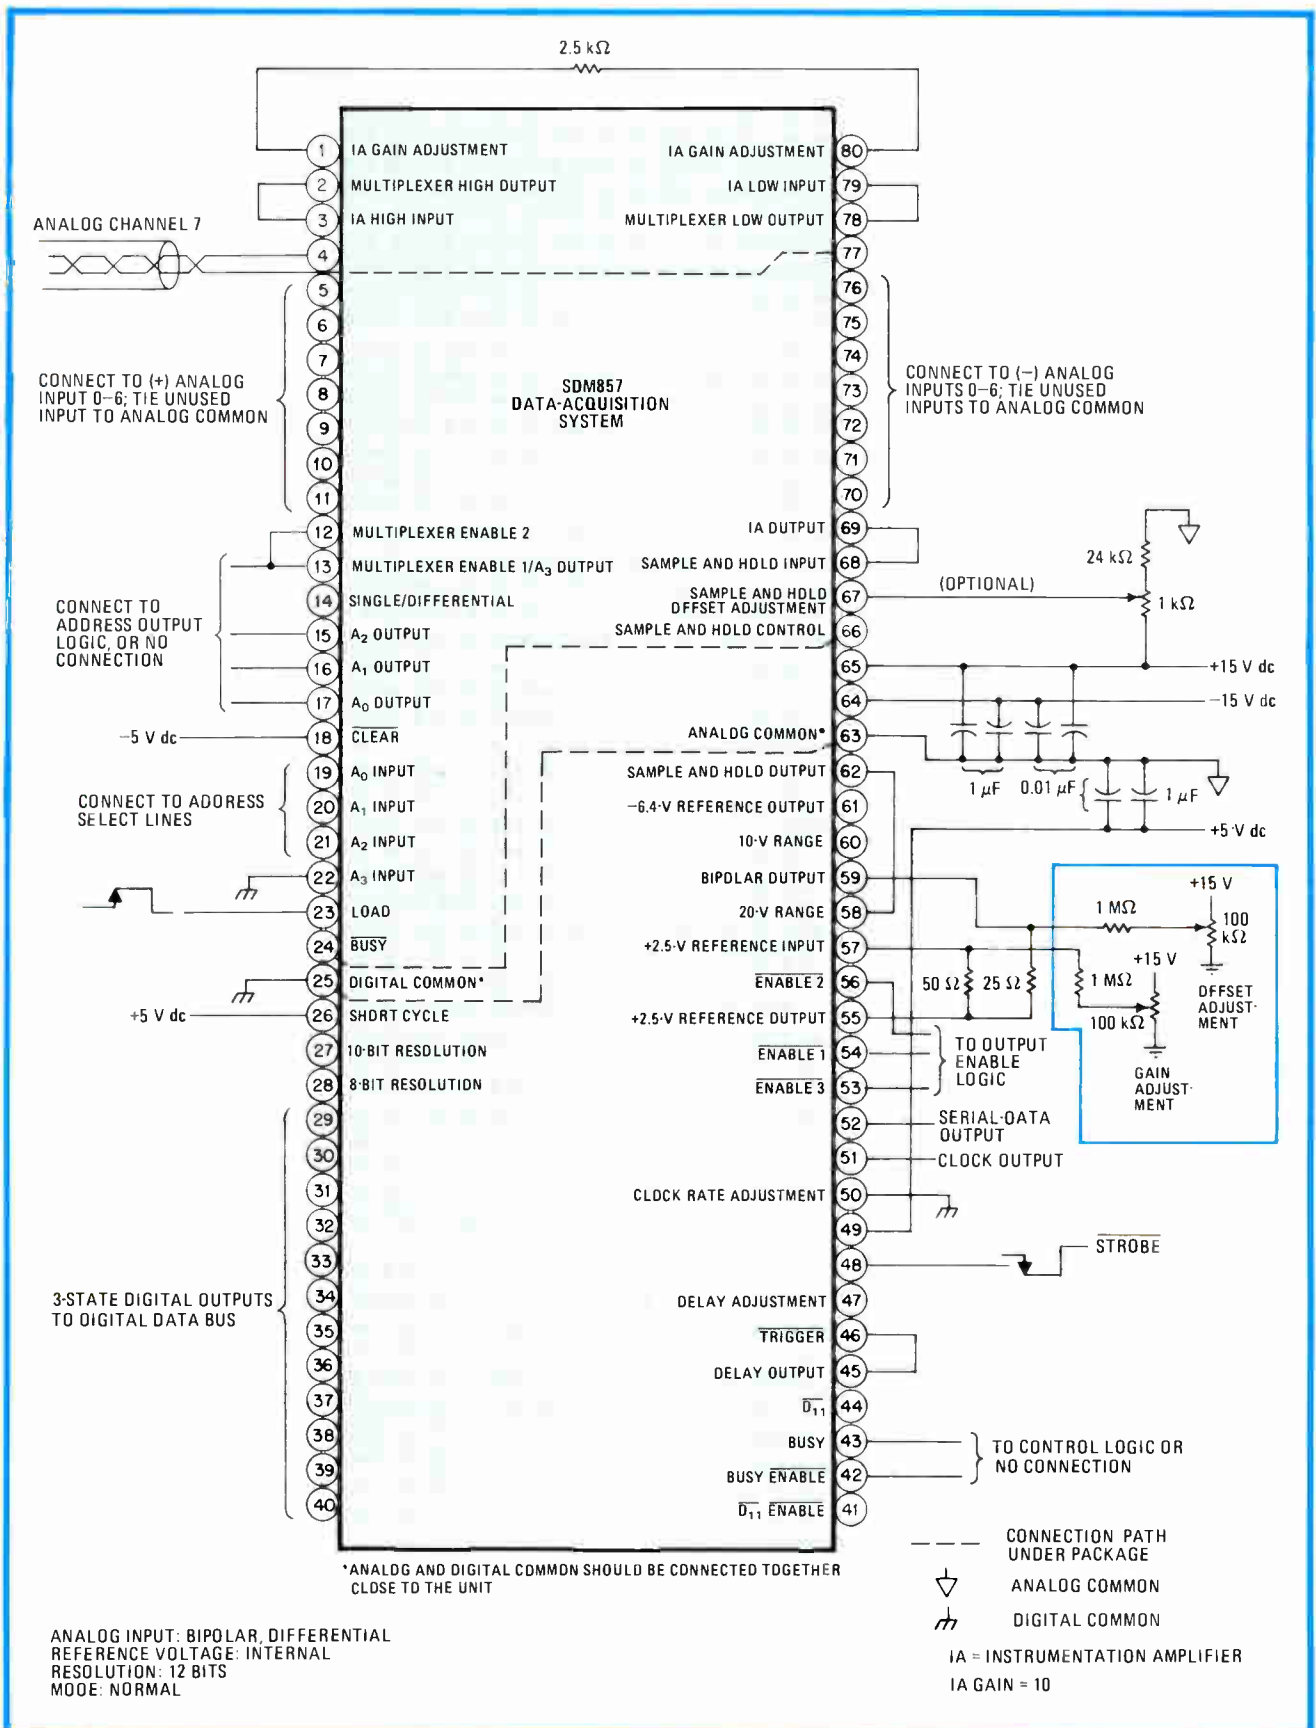 2.5 kΩ
1 IA GAIN ADJUSTMENT
2 MULTIPLEXER HIGH OUTPUT
3 IA HIGH INPUT
ANALOG CHANNEL 7
4
5
6
7
8
9
10
11
CONNECT TO (+) ANALOG
INPUT 0–6; TIE UNUSED
INPUT TO ANALOG COMMON
12 MULTIPLEXER ENABLE 2
13 MULTIPLEXER ENABLE 1/A₃ OUTPUT
14 SINGLE/DIFFERENTIAL
15 A₂ OUTPUT
16 A₁ OUTPUT
17 A₀ OUTPUT
CONNECT TO
ADDRESS OUTPUT
LOGIC, OR NO
CONNECTION
−5 V dc
18 CLEAR
19 A₀ INPUT
20 A₁ INPUT
21 A₂ INPUT
CONNECT TO ADDRESS
SELECT LINES
22 A₃ INPUT
23 LOAD
24 BUSY
25 DIGITAL COMMON*
+5 V dc
26 SHORT CYCLE
27 10-BIT RESOLUTION
28 8-BIT RESOLUTION
29
30
31
32
33
34
35
36
37
38
39
40
3-STATE DIGITAL OUTPUTS
TO DIGITAL DATA BUS
SDM857
DATA-ACQUISITION
SYSTEM
IA GAIN ADJUSTMENT 80
IA LOW INPUT 79
MULTIPLEXER LOW OUTPUT 78
77
76
75
74
73
72
71
70
CONNECT TO (−) ANALOG
INPUTS 0–6; TIE UNUSED
INPUTS TO ANALOG COMMON
IA OUTPUT 69
SAMPLE AND HOLD INPUT 68
SAMPLE AND HOLD
OFFSET ADJUSTMENT 67
(OPTIONAL)
24 kΩ
1 kΩ
SAMPLE AND HOLD CONTROL 66
65
+15 V dc
64
−15 V dc
ANALOG COMMON* 63
1 μF
0.01 μF
1 μF
+5 V dc
SAMPLE AND HOLD OUTPUT 62
−6.4-V REFERENCE OUTPUT 61
10-V RANGE 60
BIPOLAR OUTPUT 59
20-V RANGE 58
+2.5-V REFERENCE INPUT 57
ENABLE 2 56
+2.5-V REFERENCE OUTPUT 55
ENABLE 1 54
ENABLE 3 53
50 Ω
25 Ω
1 MΩ
+15 V
100
kΩ
OFFSET
ADJUST-
MENT
1 MΩ
+15 V
100 kΩ
GAIN
ADJUST-
MENT
TO OUTPUT
ENABLE
LOGIC
52
SERIAL-DATA
OUTPUT
51
CLOCK OUTPUT
CLOCK RATE ADJUSTMENT 50
49
48
STROBE
DELAY ADJUSTMENT 47
TRIGGER 46
DELAY OUTPUT 45
D₁₁ 44
BUSY 43
BUSY ENABLE 42
TO CONTROL LOGIC OR
NO CONNECTION
D₁₁ ENABLE 41
*ANALOG AND DIGITAL COMMON SHOULD BE CONNECTED TOGETHER
CLOSE TO THE UNIT
CONNECTION PATH
UNDER PACKAGE
ANALOG COMMON
DIGITAL COMMON
IA = INSTRUMENTATION AMPLIFIER
IA GAIN = 10
ANALOG INPUT: BIPOLAR, DIFFERENTIAL
REFERENCE VOLTAGE: INTERNAL
RESOLUTION: 12 BITS
MODE: NORMAL